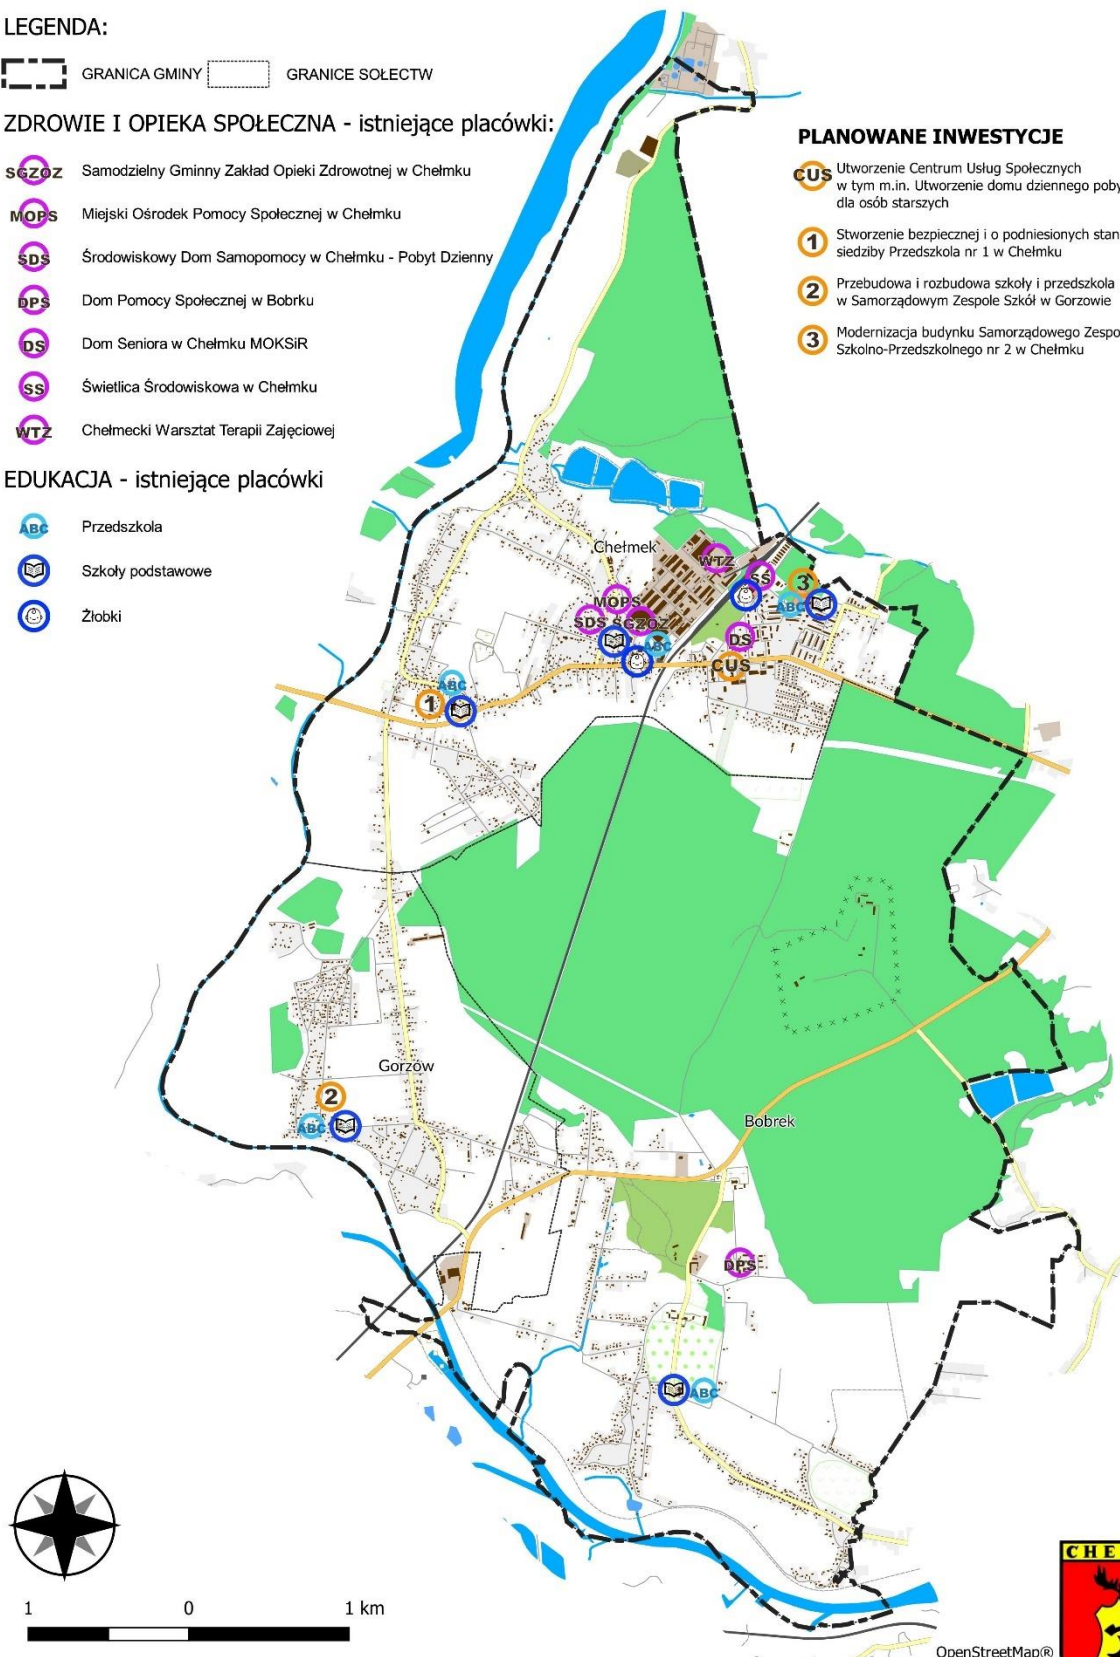 LEGENDA:
GRANICA GMINY
GRANICE SOŁECTW
ZDROWIE I OPIEKA SPOŁECZNA - istniejące placówki:
SGZOZ Samodzielny Gminny Zakład Opieki Zdrowotnej w Chełmku
MOPS Miejski Ośrodek Pomocy Społecznej w Chełmku
SDS Środowiskowy Dom Samopomocy w Chełmku - Pobyt Dzienny
DPS Dom Pomocy Społecznej w Bobrku
DS Dom Seniora w Chełmku MOKSiR
SS Świetlica Środowiskowa w Chełmku
WTZ Chełmecki Warsztat Terapii Zajęciowej
EDUKACJA - istniejące placówki
ABC Przedszkola
Szkoły podstawowe
Żłobki
PLANOWANE INWESTYCJE
CUS Utworzenie Centrum Usług Społecznych
w tym m.in. Utworzenie domu dziennego poby
dla osób starszych
1 Stworzenie bezpiecznej i o podniesionych stan
siedziby Przedszkola nr 1 w Chełmku
2 Przebudowa i rozbudowa szkoły i przedszkola
w Samorządowym Zespole Szkół w Gorzowie
3 Modernizacja budynku Samorządowego Zespo
Szkolno-Przedszkolnego nr 2 w Chełmku
Chełmek
WTZ
SS
3
MOPS
ABC
SDS SGZOZ
DS
ABC
CUS
ABC
1
Gorzów
2
ABC
Bobrek
DPS
ABC
1 0 1 km
CHE
OpenStreetMap®